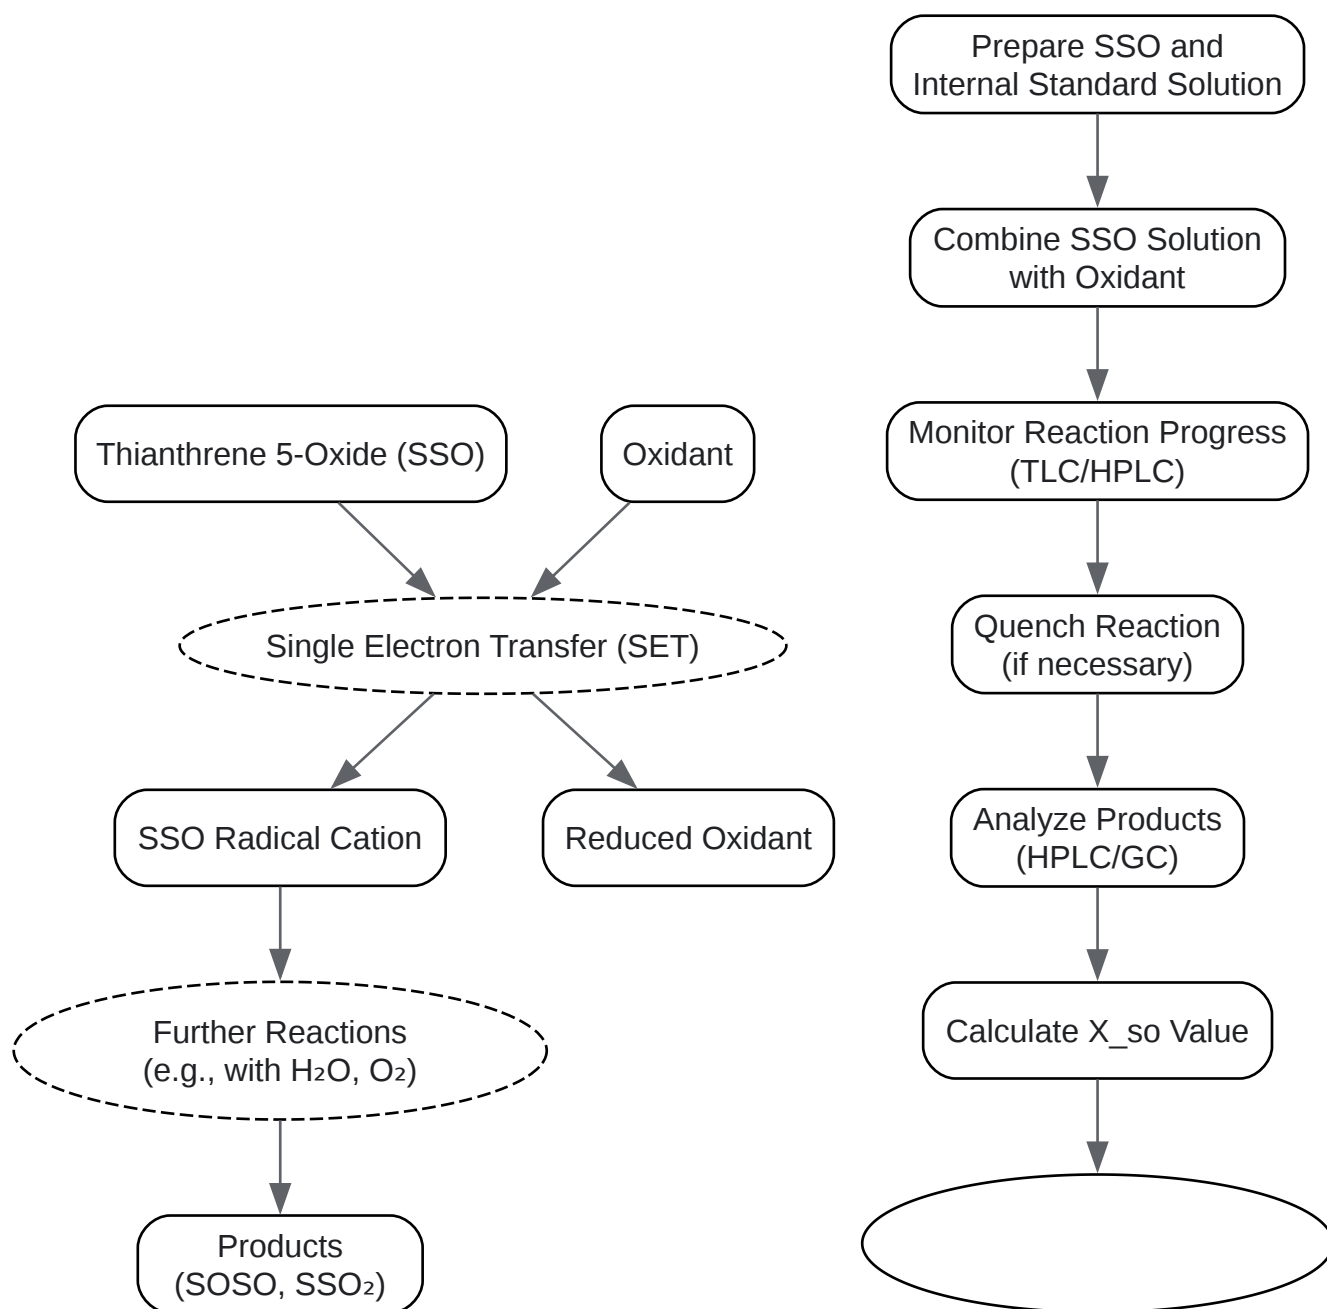 Prepare SSO and
Internal Standard Solution
Combine SSO Solution
with Oxidant
Monitor Reaction Progress
(TLC/HPLC)
Quench Reaction
(if necessary)
Analyze Products
(HPLC/GC)
Calculate X_so Value
Thianthrene 5-Oxide (SSO)
Oxidant
Single Electron Transfer (SET)
SSO Radical Cation
Reduced Oxidant
Further Reactions
(e.g., with H₂O, O₂)
Products
(SOSO, SSO₂)